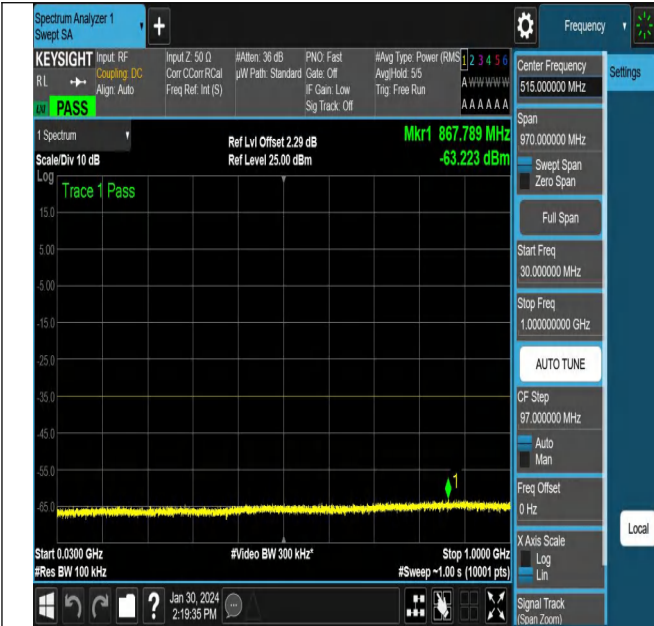 Spectrum Analyzer 1
Swept SA
+
Frequency
KEYSIGHT
RL
LXI PASS
Input: RF
Coupling: DC
Align: Auto
Input Z: 50 Ω
Corr CCorr RCal
Freq Ref: Int (S)
#Atten: 36 dB
µW Path: Standard
PNO: Fast
Gate: Off
IF Gain: Low
Sig Track: Off
#Avg Type: Power (RMS
Avg|Hold: 5/5
Trig: Free Run
1 2 3 4 5 6
A W W W W W
A A A A A A
1 Spectrum
Scale/Div 10 dB
Ref Lvl Offset 2.29 dB
Ref Level 25.00 dBm
Mkr1 867.789 MHz
-63.223 dBm
Log
Trace 1 Pass
15.0
5.00
-5.00
-15.0
-25.0
-35.0
-45.0
-55.0
-65.0
1
Start 0.0300 GHz
#Video BW 300 kHz*
Stop 1.0000 GHz
#Res BW 100 kHz
#Sweep ~1.00 s (10001 pts)
Jan 30, 2024
2:19:35 PM
Center Frequency
515.000000 MHz
Settings
Span
970.000000 MHz
Swept Span
Zero Span
Full Span
Start Freq
30.000000 MHz
Stop Freq
1.000000000 GHz
AUTO TUNE
CF Step
97.000000 MHz
Auto
Man
Freq Offset
0 Hz
Local
X Axis Scale
Log
Lin
Signal Track
(Span Zoom)